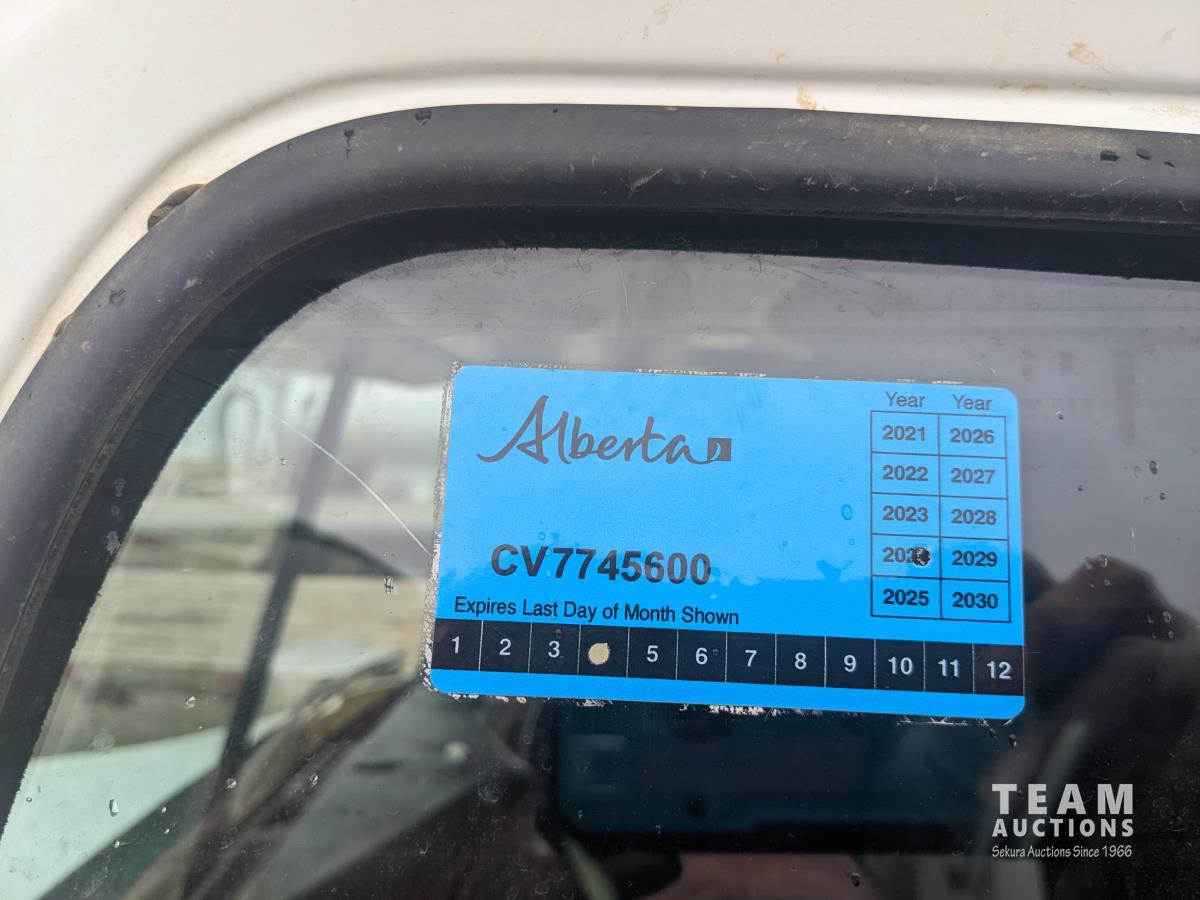 Alberta
Year Year
2021 2026
2022 2027
2023 2028
2029
2025 2030
CV7745600
Expires Last Day of Month Shown
1 2 3 5 6 7 8 9 10 11 12
TEAM
AUCTIONS
Sekura Auctions Since 1966